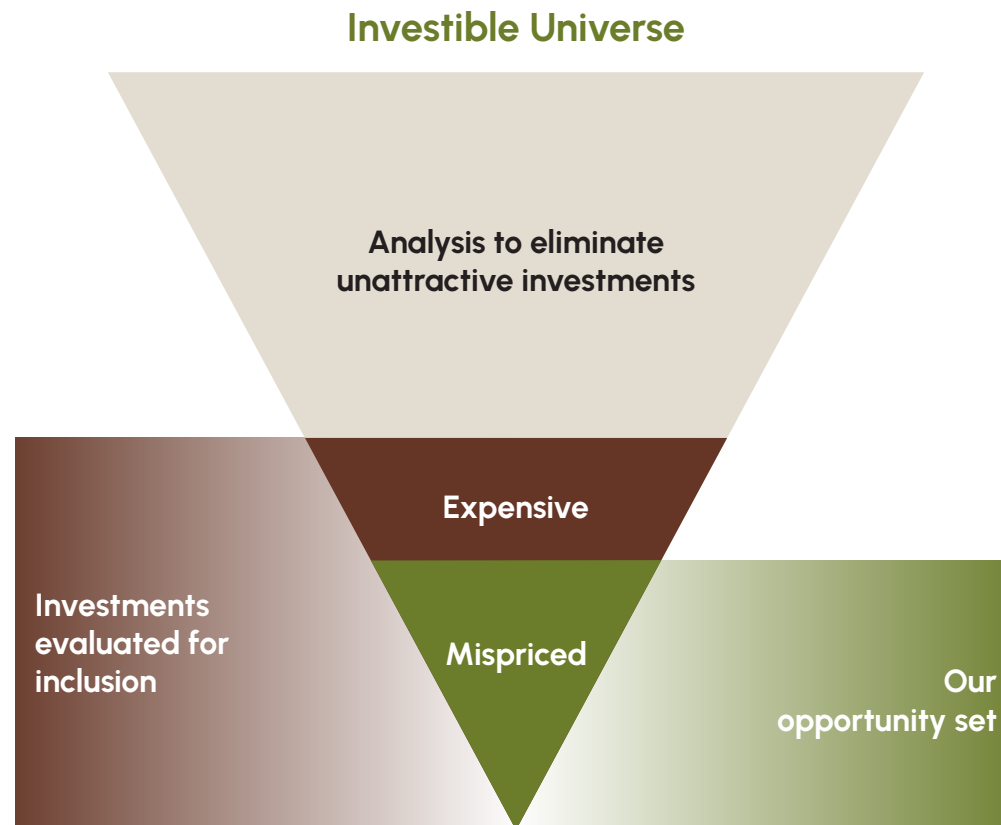 Investible Universe
Analysis to eliminate
unattractive investments
Expensive
Investments
evaluated for
inclusion
Mispriced
Our
opportunity set